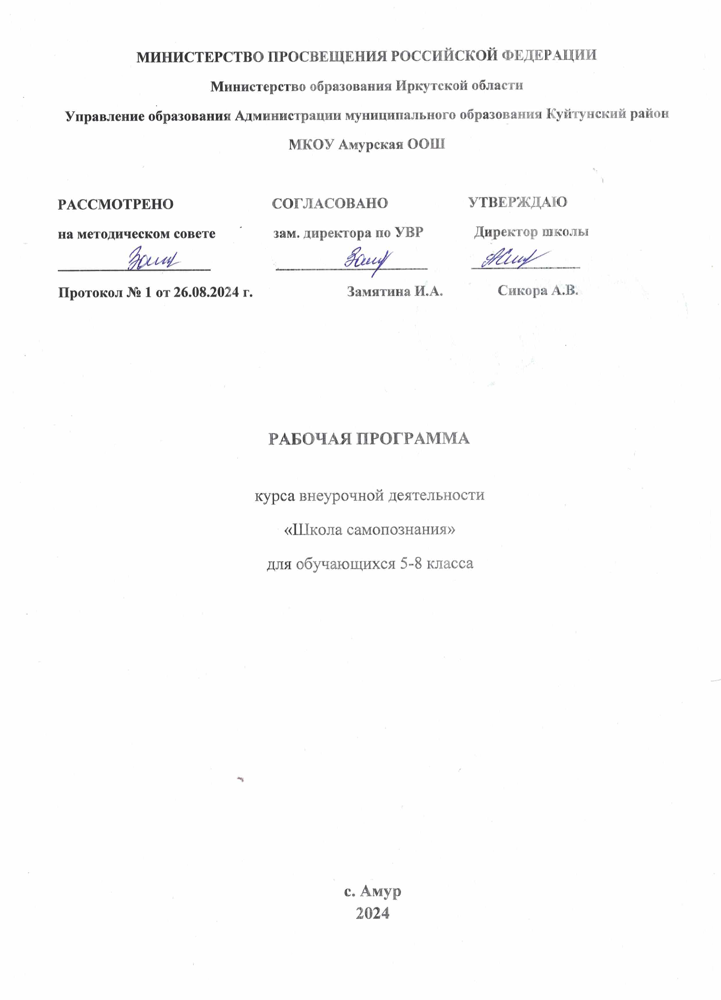 МИНИСТЕРСТВО ПРОСВЕЩЕНИЯ РОССИЙСКОЙ ФЕДЕРАЦИИ
Министерство образования Иркутской области
Управление образования Администрации муниципального образования Куйтунский район
МКОУ Амурская ООШ
РАССМОТРЕНО СОГЛАСОВАНО УТВЕРЖДАЮ
на методическом совете зам. директора по УВР Директор школы
Протокол № 1 от 26.08.2024 г. Замятина И.А. Сикора А.В.
РАБОЧАЯ ПРОГРАММА
курса внеурочной деятельности
«Школа самопознания»
для обучающихся 5-8 класса
с. Амур
2024